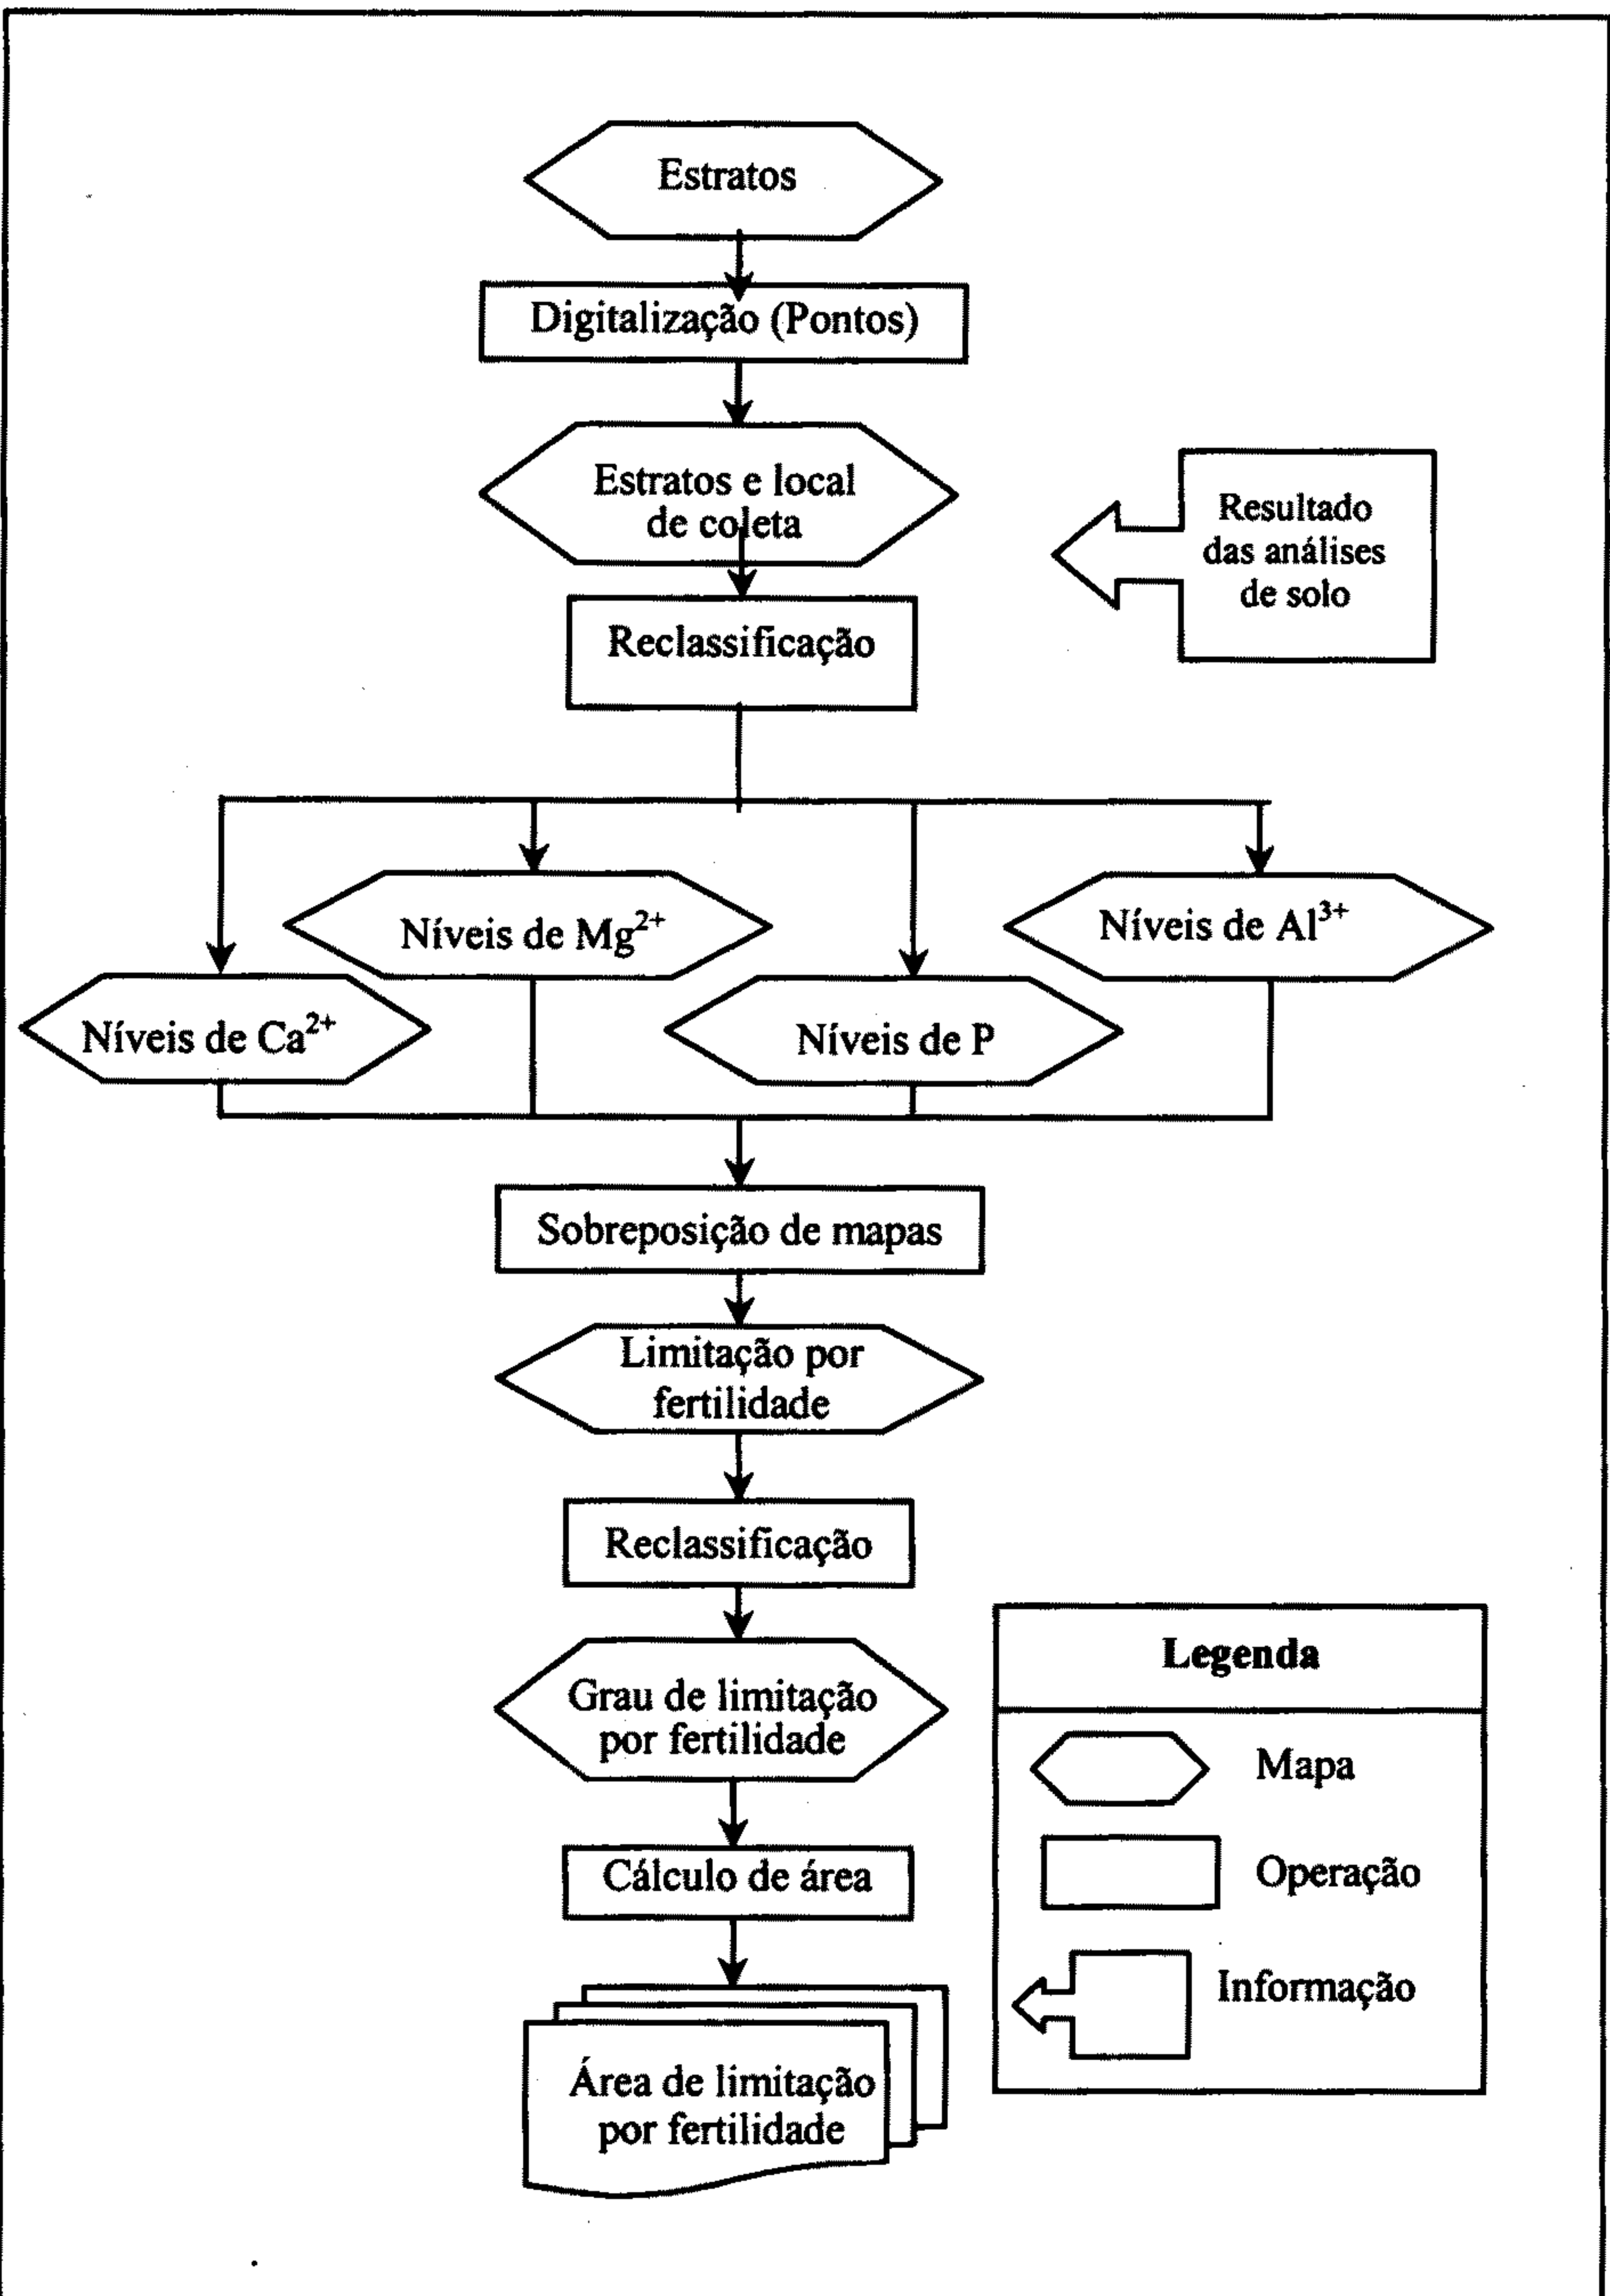 Estratos
Digitalização (Pontos)
Estratos e local
de coleta
Resultado
das análises
de solo
Reclassificação
Níveis de Mg²⁺
Níveis de Al³⁺
Níveis de Ca²⁺
Níveis de P
Sobreposição de mapas
Limitação por
fertilidade
Reclassificação
Grau de limitação
por fertilidade
Cálculo de área
Área de limitação
por fertilidade
Legenda
Mapa
Operação
Informação